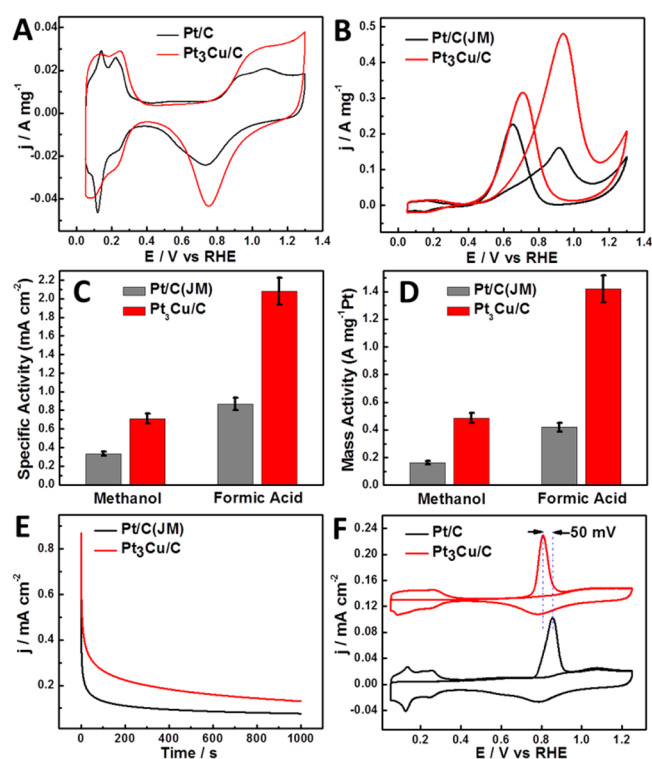 A
Pt/C
Pt3Cu/C
j / A mg-1
0.04
0.02
0.00
-0.02
-0.04
0.0 0.2 0.4 0.6 0.8 1.0 1.2 1.4
E / V vs RHE
B
Pt/C(JM)
Pt3Cu/C
j / A mg-1
0.5
0.4
0.3
0.2
0.1
0.0
0.0 0.2 0.4 0.6 0.8 1.0 1.2 1.4
E / V vs RHE
C
Pt/C(JM)
Pt3Cu/C
Specific Activity (mA cm-2)
2.2
2.0
1.8
1.6
1.4
1.2
1.0
0.8
0.6
0.4
0.2
0.0
Methanol Formic Acid
D
Pt/C(JM)
Pt3Cu/C
Mass Activity (A mg-1Pt)
1.4
1.2
1.0
0.8
0.6
0.4
0.2
0.0
Methanol Formic Acid
E
Pt/C(JM)
Pt3Cu/C
j / mA cm-2
0.8
0.6
0.4
0.2
0 200 400 600 800 1000
Time / s
F
Pt/C
Pt3Cu/C
50 mV
j / mA cm-2
0.24
0.20
0.16
0.12
0.08
0.04
0.00
-0.04
0.2 0.4 0.6 0.8 1.0 1.2
E / V vs RHE